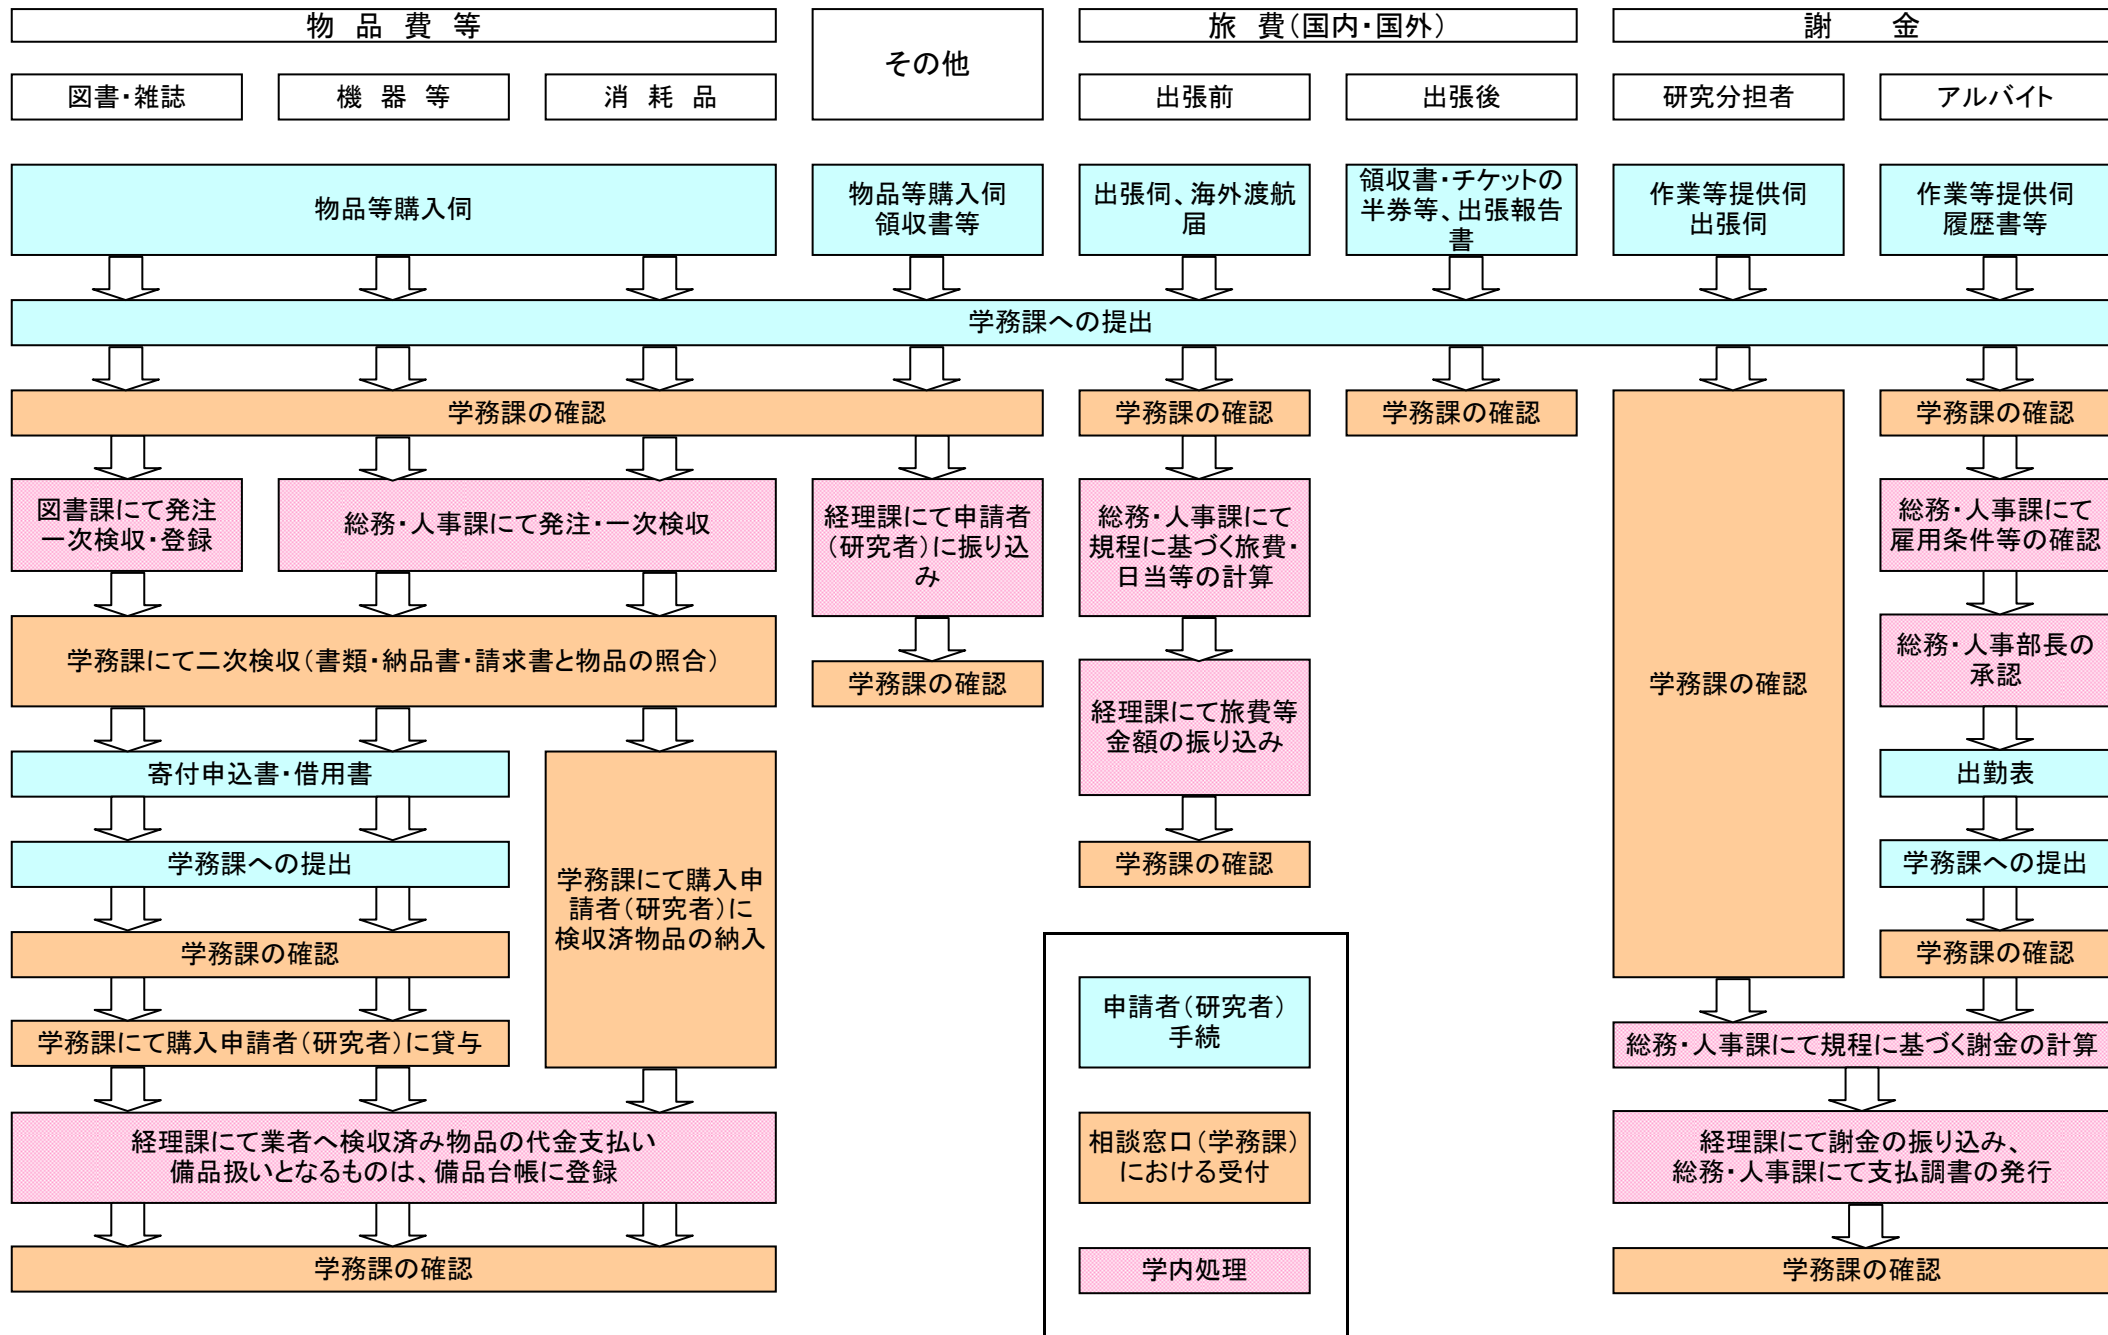 物 品 費 等
その他
旅 費（国内・国外）
謝 金
図書・雑誌
機 器 等
消 耗 品
出張前
出張後
研究分担者
アルバイト
物品等購入伺
物品等購入伺
領収書等
出張伺、海外渡航
届
領収書・チケットの
半券等、出張報告
書
作業等提供伺
出張伺
作業等提供伺
履歴書等
学務課への提出
学務課の確認
学務課の確認
学務課の確認
学務課の確認
学務課の確認
図書課にて発注
一次検収・登録
総務・人事課にて発注・一次検収
経理課にて申請者
（研究者）に振り込
み
総務・人事課にて
規程に基づく旅費・
日当等の計算
総務・人事課にて
雇用条件等の確認
学務課にて二次検収（書類・納品書・請求書と物品の照合）
学務課の確認
経理課にて旅費等
金額の振り込み
総務・人事部長の
承認
寄付申込書・借用書
学務課にて購入申
請者（研究者）に
検収済物品の納入
出勤表
学務課への提出
学務課の確認
学務課への提出
学務課の確認
学務課の確認
学務課にて購入申請者（研究者）に貸与
総務・人事課にて規程に基づく謝金の計算
経理課にて業者へ検収済み物品の代金支払い
備品扱いとなるものは、備品台帳に登録
経理課にて謝金の振り込み、
総務・人事課にて支払調書の発行
学務課の確認
学務課の確認
申請者（研究者）
手続
相談窓口（学務課）
における受付
学内処理